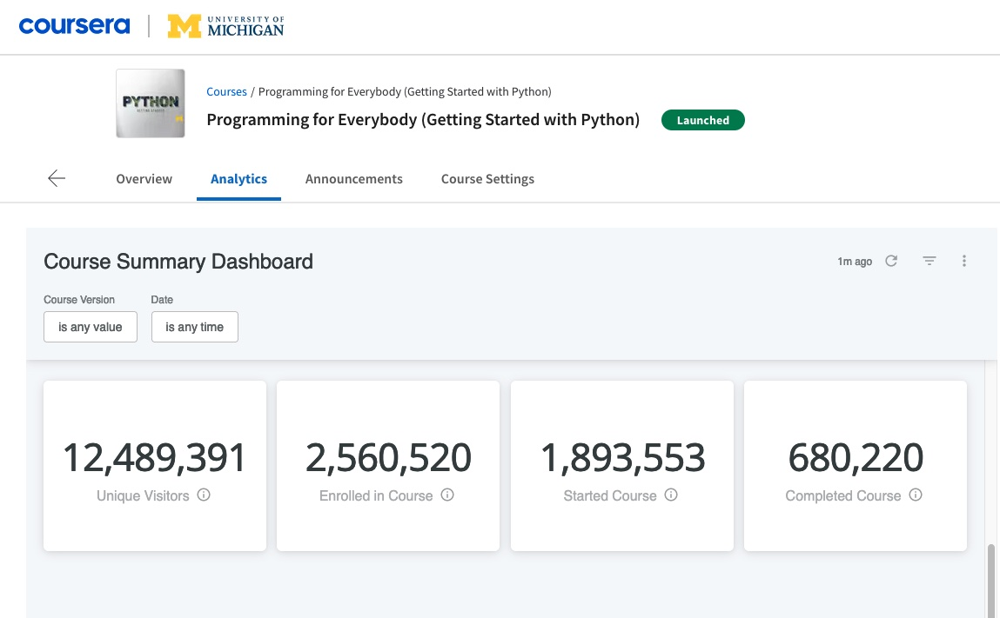 coursera
UNIVERSITY OF
MICHIGAN
PYTHON
GETTING STARTED
Courses / Programming for Everybody (Getting Started with Python)
Programming for Everybody (Getting Started with Python)
Launched
Overview
Analytics
Announcements
Course Settings
Course Summary Dashboard
1m ago
Course Version
Date
is any value
is any time
12,489,391
Unique Visitors
2,560,520
Enrolled in Course
1,893,553
Started Course
680,220
Completed Course